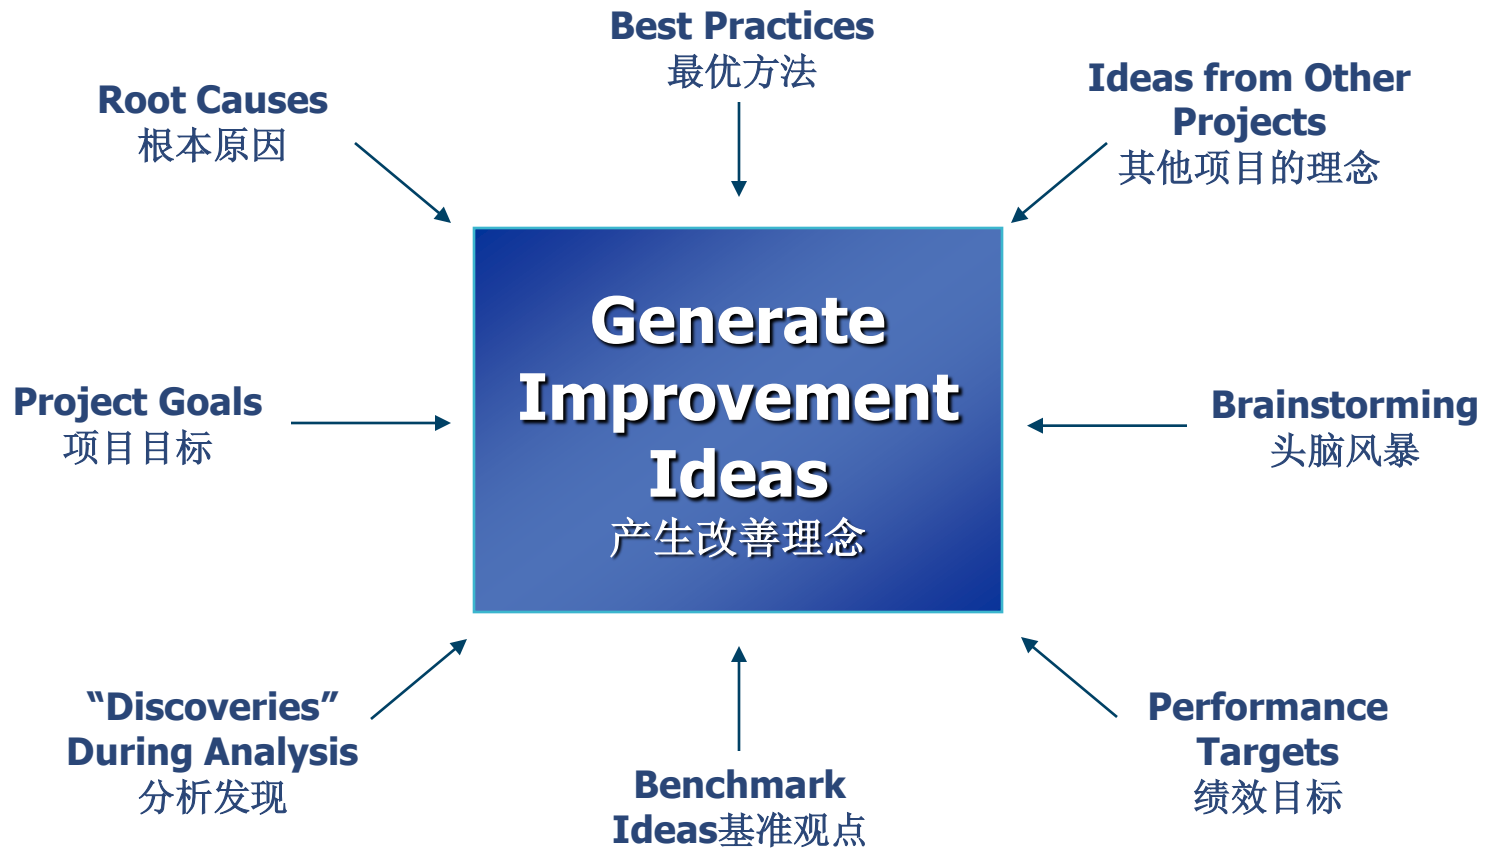 Best Practices
最优方法
Root Causes
根本原因
Ideas from Other
Projects
其他项目的理念
Generate
Improvement
Ideas
产生改善理念
Project Goals
项目目标
Brainstorming
头脑风暴
“Discoveries”
During Analysis
分析发现
Benchmark
Ideas基准观点
Performance
Targets
绩效目标